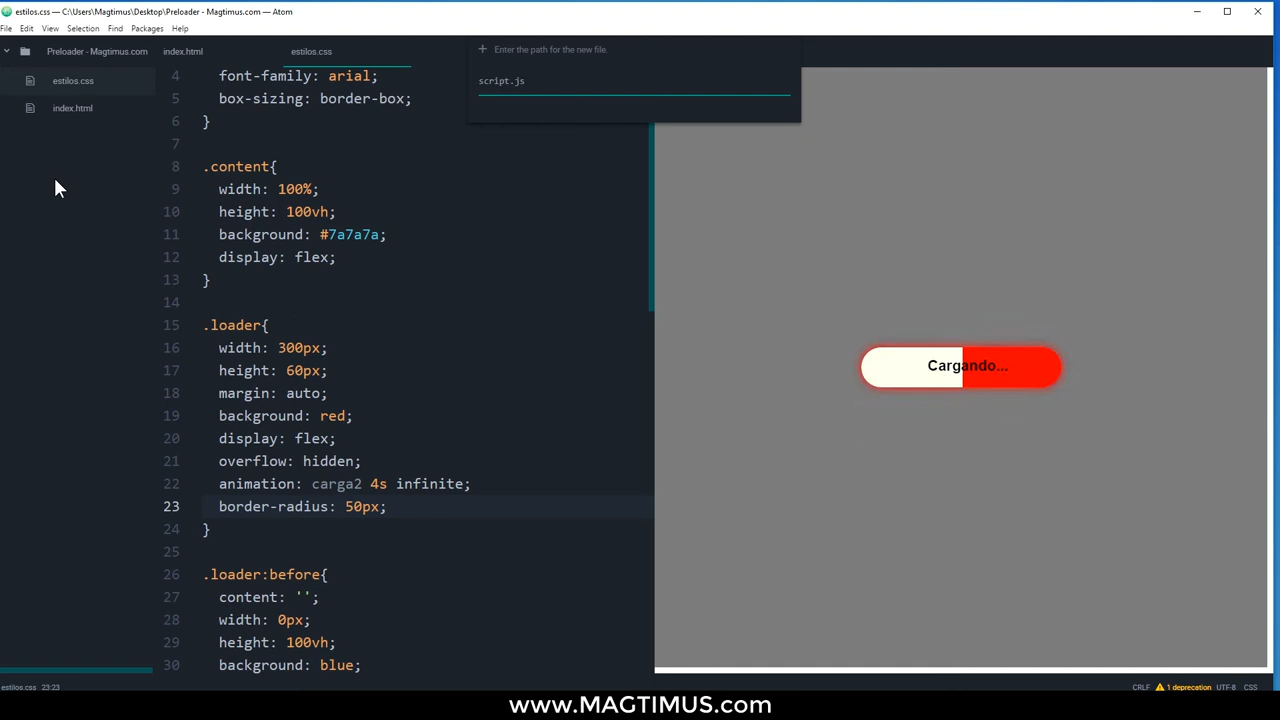 estilos.css — C:\Users\Magtimus\Desktop\Preloader - Magtimus.com — Atom
File Edit View Selection Find Packages Help
Preloader - Magtimus.com
index.html
estilos.css
Enter the path for the new file.
script.js
estilos.css
index.html
4 font-family: arial;
5 box-sizing: border-box;
6 }
7
8 .content{
9 width: 100%;
10 height: 100vh;
11 background: #7a7a7a;
12 display: flex;
13 }
14
15 .loader{
16 width: 300px;
17 height: 60px;
18 margin: auto;
19 background: red;
20 display: flex;
21 overflow: hidden;
22 animation: carga2 4s infinite;
23 border-radius: 50px;
24 }
25
26 .loader:before{
27 content: '';
28 width: 0px;
29 height: 100vh;
30 background: blue;
Cargando...
estilos.css 23:23
CRLF 1 deprecation UTF-8 CSS
www.MAGTIMUS.com